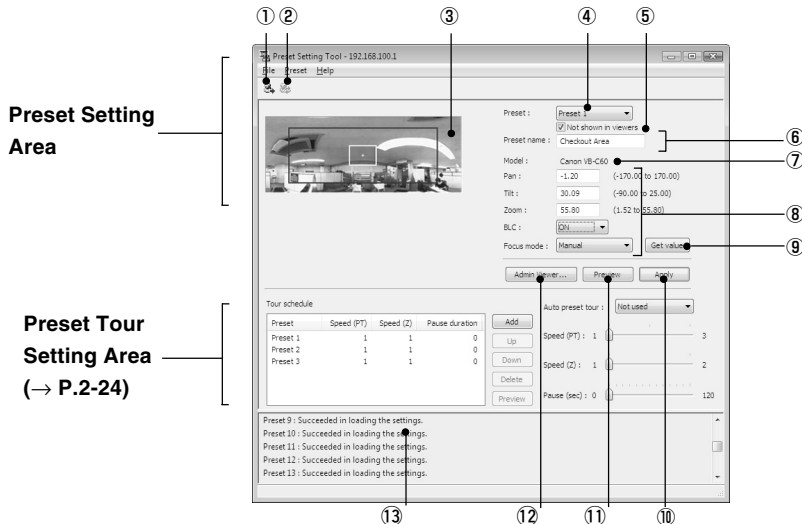 ① ② ③ ④ ⑤
Preset Setting Tool - 192.168.100.1
File Preset Help
Preset Setting
Area
Preset : Preset 1
Not shown in viewers
Preset name : Checkout Area
⑥
Model : Canon VB-C60
⑦
Pan : -1.20 (-170.00 to 170.00)
Tilt : 30.09 (-90.00 to 25.00)
Zoom : 55.80 (1.52 to 55.80)
⑧
BLC : ON
Focus mode : Manual Get value
⑨
Admin Viewer... Preview Apply
Preset Tour
Setting Area
(→ P.2-24)
Tour schedule
Preset Speed (PT) Speed (Z) Pause duration
Preset 1 1 1 0
Preset 2 1 1 0
Preset 3 1 1 0
Add
Up
Down
Delete
Preview
Auto preset tour : Not used
Speed (PT) : 1 3
Speed (Z) : 1 2
Pause (sec) : 0 120
Preset 9 : Succeeded in loading the settings.
Preset 10 : Succeeded in loading the settings.
Preset 11 : Succeeded in loading the settings.
Preset 12 : Succeeded in loading the settings.
Preset 13 : Succeeded in loading the settings.
⑬ ⑫ ⑪ ⑩